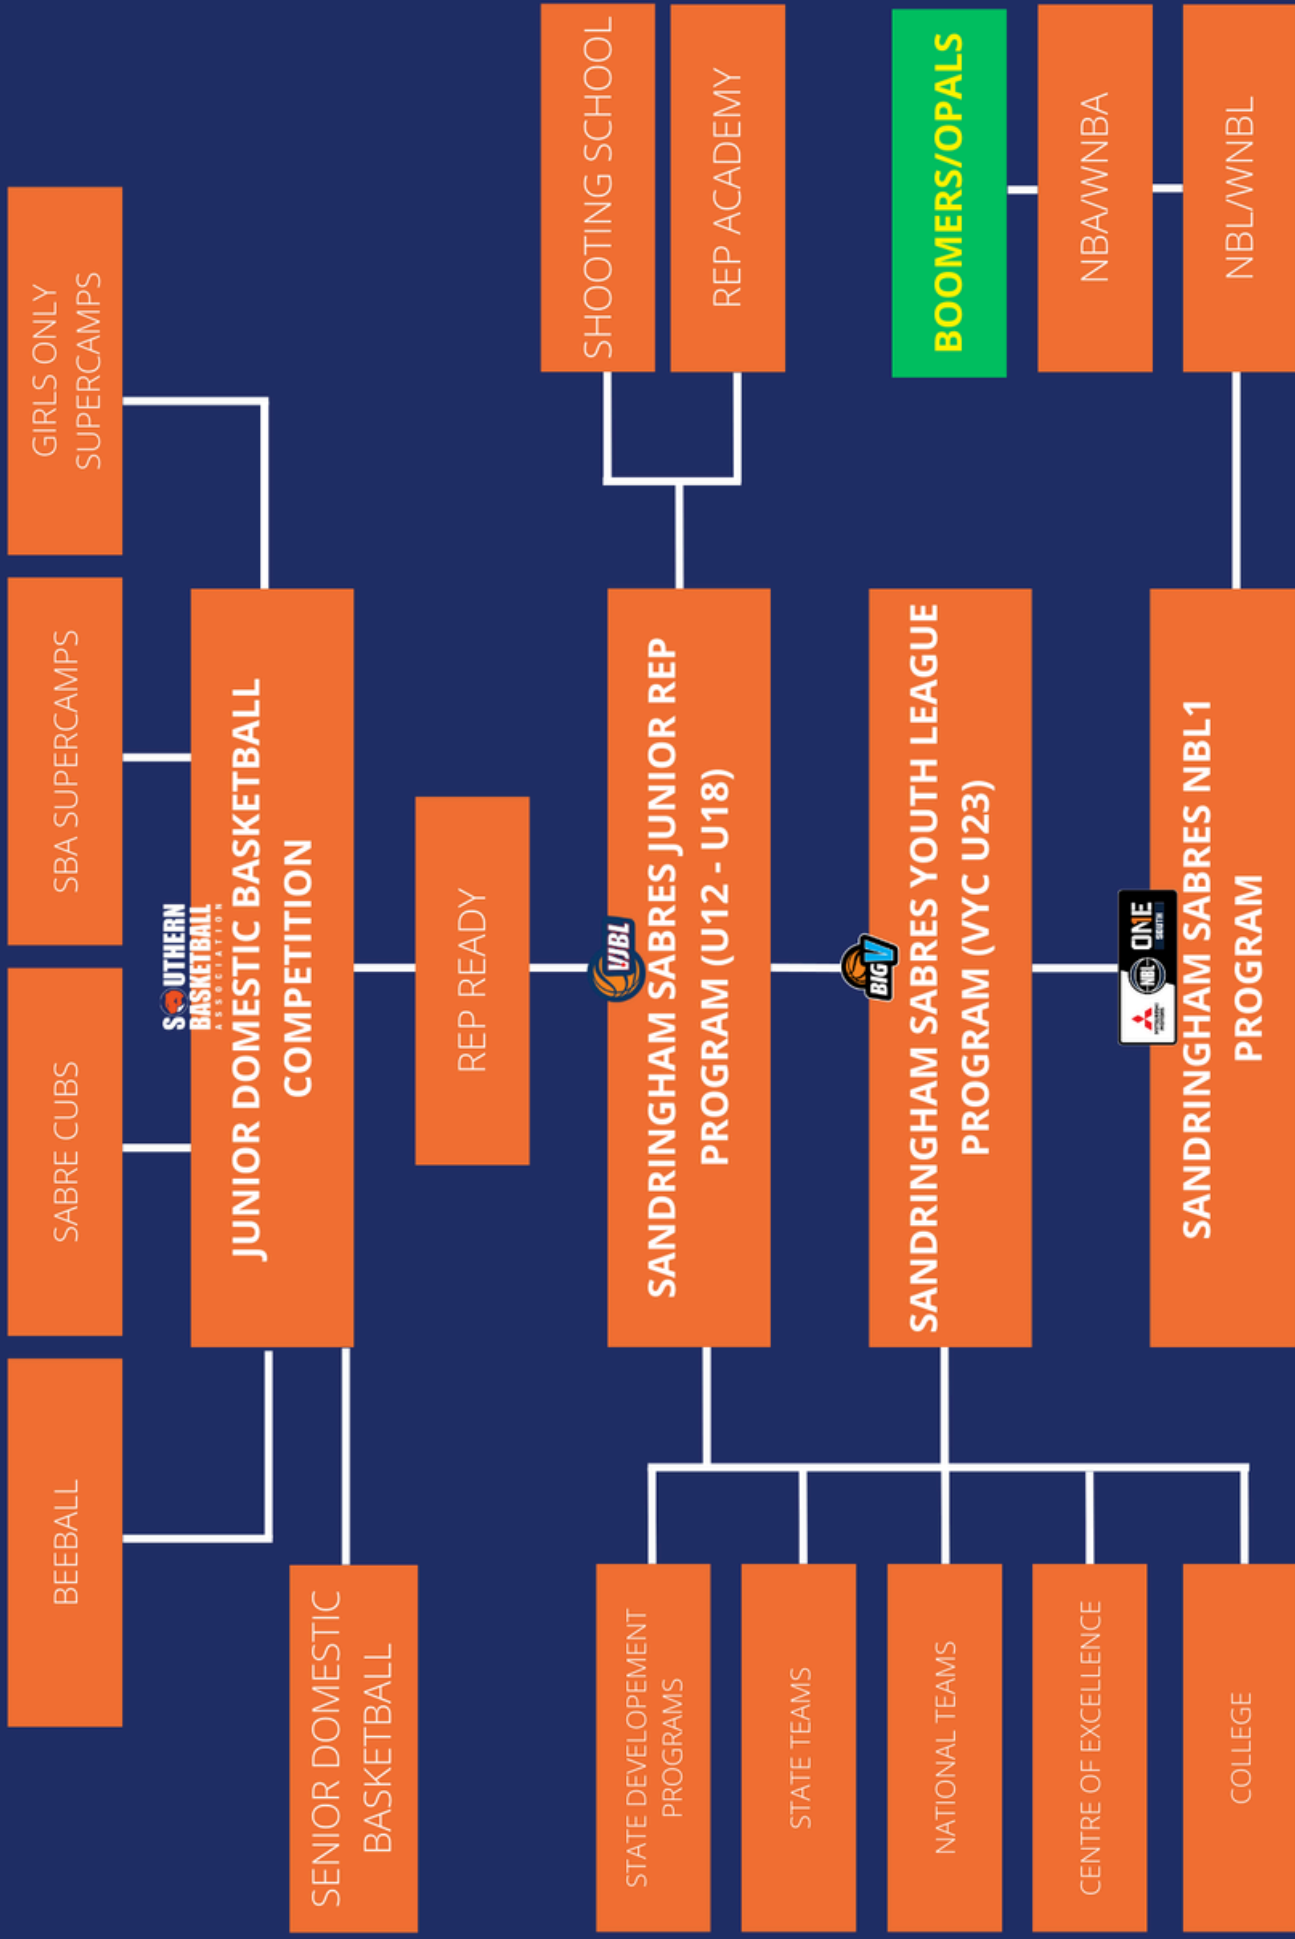 BEEBALL
SABRE CUBS
SBA SUPERCAMPS
GIRLS ONLY
SUPERCAMPS
SOUTHERN
BASKETBALL
ASSOCIATION
JUNIOR DOMESTIC BASKETBALL
COMPETITION
SENIOR DOMESTIC
BASKETBALL
REP READY
VJBL
SANDRINGHAM SABRES JUNIOR REP
PROGRAM (U12 - U18)
SHOOTING SCHOOL
REP ACADEMY
STATE DEVELOPEMENT
PROGRAMS
STATE TEAMS
NATIONAL TEAMS
CENTRE OF EXCELLENCE
COLLEGE
BIG V
SANDRINGHAM SABRES YOUTH LEAGUE
PROGRAM (VYC U23)
BOOMERS/OPALS
NBA/WNBA
NBL/WNBL
MITSUBISHI
MOTORS
NBL
ONE
SOUTH
SANDRINGHAM SABRES NBL1
PROGRAM